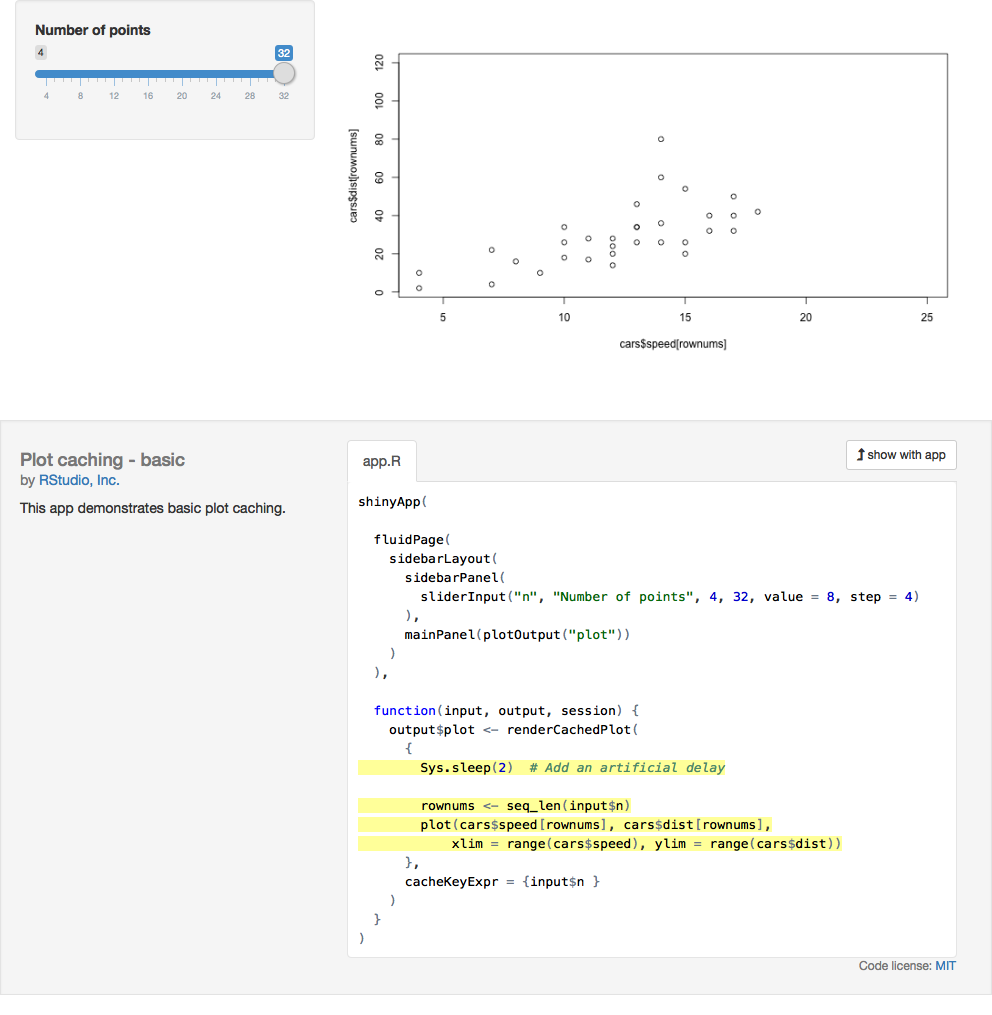 Number of points
4 32
4 8 12 16 20 24 28 32
cars$dist[rownums]
120
100
80
60
40
20
0
5 10 15 20 25
cars$speed[rownums]
Plot caching - basic
by RStudio, Inc.
This app demonstrates basic plot caching.
app.R
show with app
shinyApp(
fluidPage(
sidebarLayout(
sidebarPanel(
sliderInput("n", "Number of points", 4, 32, value = 8, step = 4)
),
mainPanel(plotOutput("plot"))
)
),
function(input, output, session) {
output$plot <- renderCachedPlot(
{
Sys.sleep(2)  # Add an artificial delay
rownums <- seq_len(input$n)
plot(cars$speed[rownums], cars$dist[rownums],
xlim = range(cars$speed), ylim = range(cars$dist))
},
cacheKeyExpr = {input$n }
)
}
)
Code license: MIT